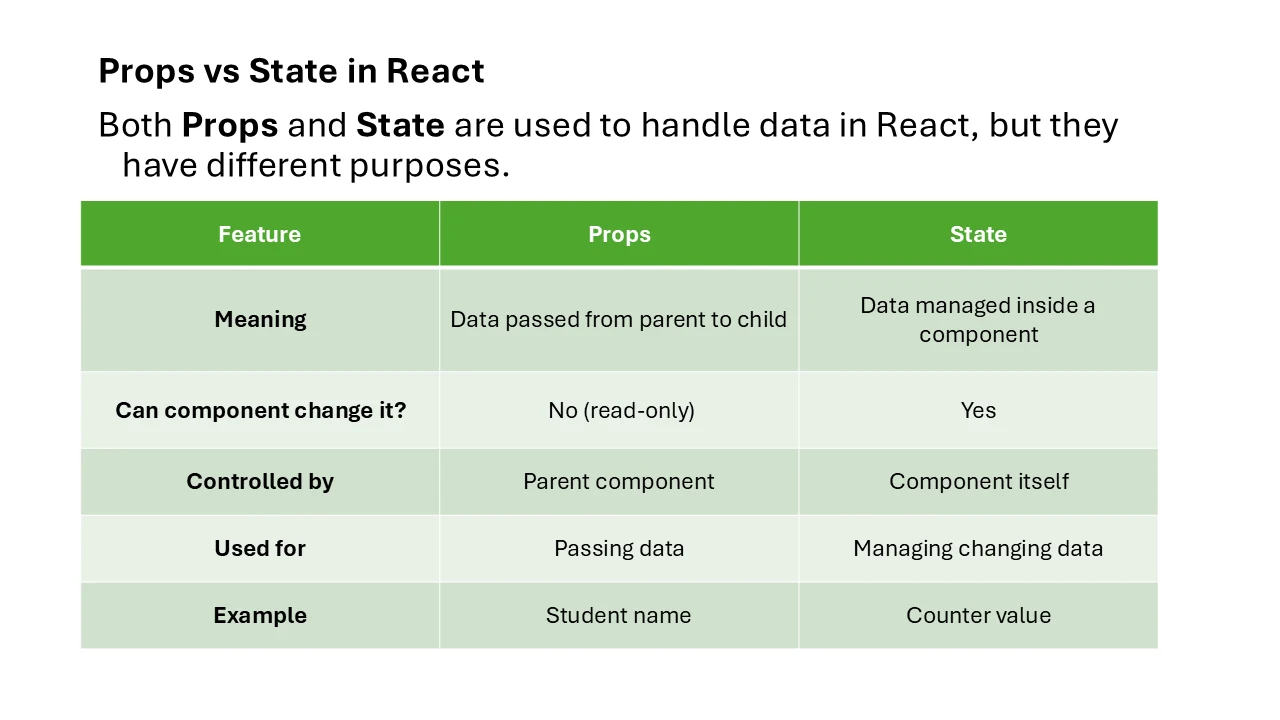 Props vs State in React
Both Props and State are used to handle data in React, but they
have different purposes.
Feature Props State
Meaning Data passed from parent to child Data managed inside a
component
Can component change it? No (read-only) Yes
Controlled by Parent component Component itself
Used for Passing data Managing changing data
Example Student name Counter value